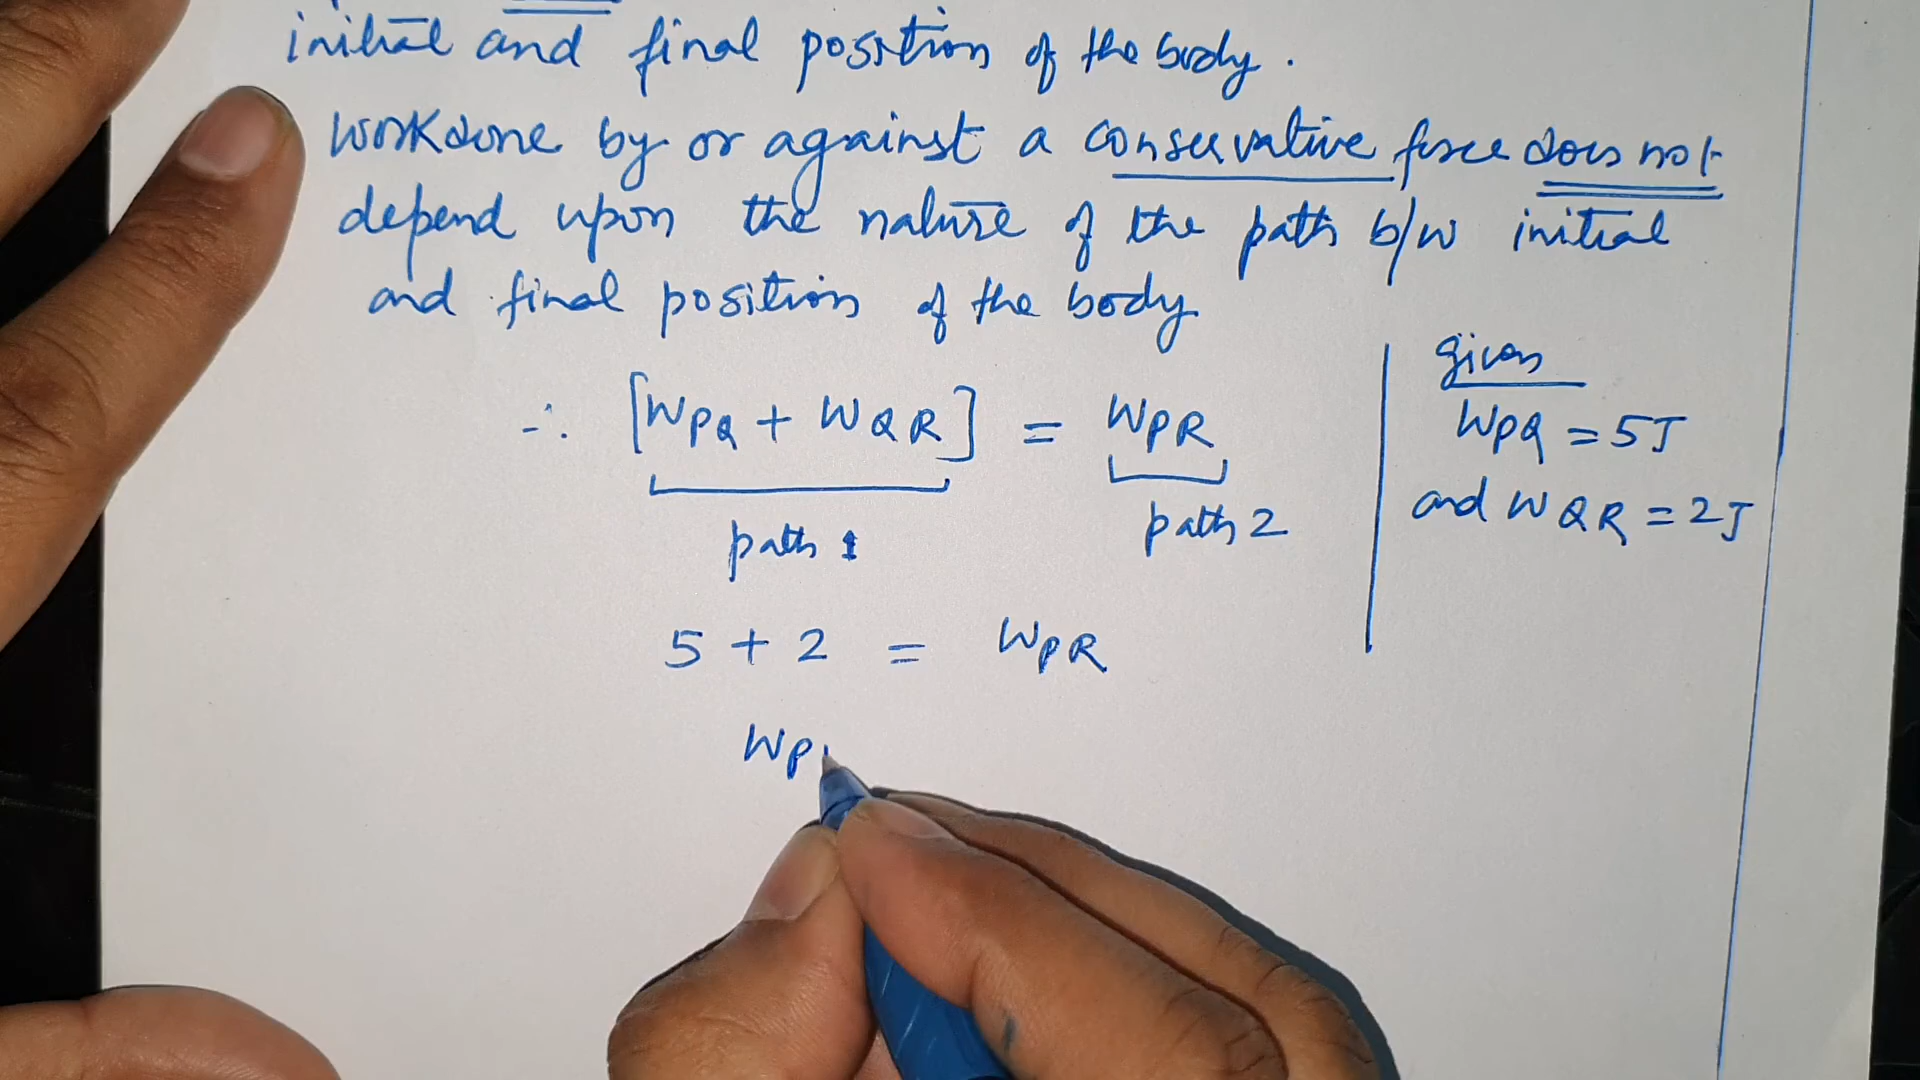 initial and final position of the body.
Workdone by or against a conservative force does not
depend upon the nature of the path b/w initial
and final position of the body
∴ [WPQ + WQR] = WPR
path 1
path 2
given
WPQ = 5J
and WQR = 2J
5 + 2 = WPR
WP